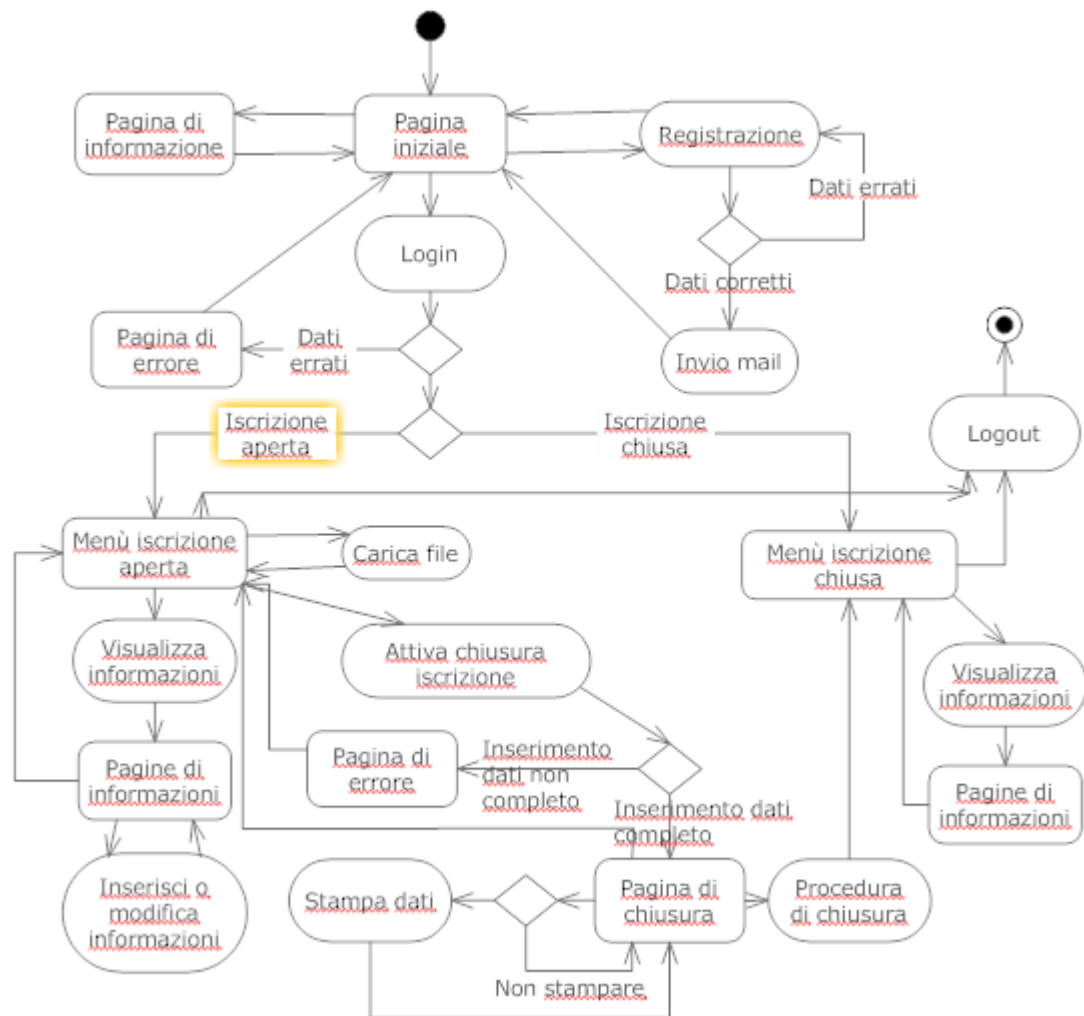 Pagina di
informazione
Pagina
iniziale
Registrazione
Dati errati
Login
Dati corretti
Pagina di
errore
Dati
errati
Invio mail
Iscrizione
aperta
Iscrizione
chiusa
Logout
Menù iscrizione
aperta
Carica file
Menù iscrizione
chiusa
Visualizza
informazioni
Attiva chiusura
iscrizione
Visualizza
informazioni
Pagine di
informazioni
Pagina di
errore
Inserimento
dati non
completo
Inserimento dati
completo
Pagine di
informazioni
Inserisci o
modifica
informazioni
Stampa dati
Pagina di
chiusura
Procedura
di chiusura
Non stampare